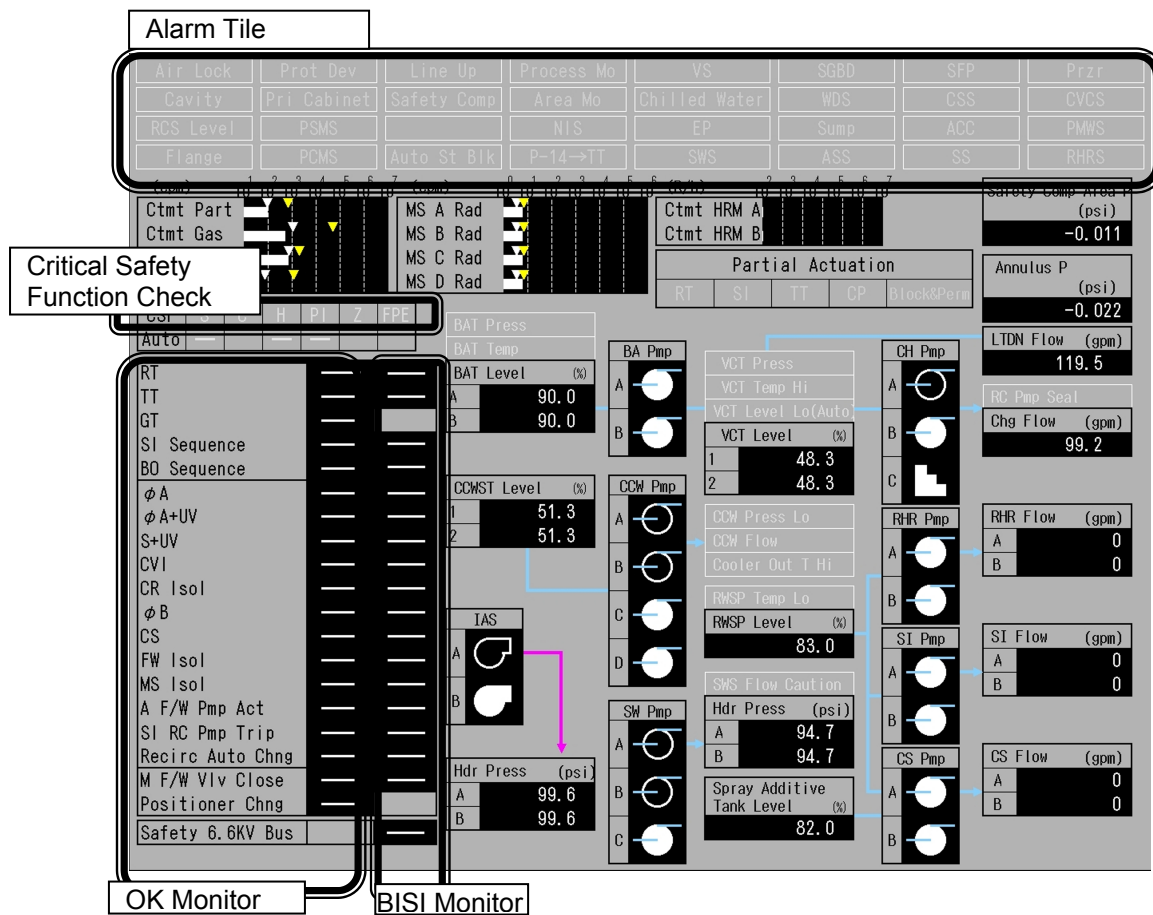 Alarm Tile
Air Lock Prot Dev Line Up Process Mo VS SGBD SFP Przr
Cavity Pri Cabinet Safety Comp Area Mo Chilled Water WDS CSS CVCS
RCS Level PSMS NIS EP Sump ACC PMWS
Flange PCMS Auto St Blk P-14→TT SWS ASS SS RHRS
Ctmt Part
Ctmt Gas
MS A Rad
MS B Rad
MS C Rad
MS D Rad
Ctmt HRM A
Ctmt HRM B
Partial Actuation
RT SI TT CP Block&Perm
(psi)
-0.011
Annulus P
(psi)
-0.022
Critical Safety
Function Check
H PI Z FPE
Auto — — —
RT
TT
GT
SI Sequence
BO Sequence
φA
φA+UV
S+UV
CVI
CR Isol
φB
CS
FW Isol
MS Isol
A F/W Pmp Act
SI RC Pmp Trip
Recirc Auto Chng
M F/W Vlv Close
Positioner Chng
Safety 6.6KV Bus
OK Monitor
BISI Monitor
BAT Press
BAT Temp
BAT Level (%)
A 90.0
B 90.0
CCWST Level (%)
1 51.3
2 51.3
IAS
A
B
Hdr Press (psi)
A 99.6
B 99.6
BA Pmp
A
B
CCW Pmp
A
B
C
D
SW Pmp
A
B
C
VCT Press
VCT Temp Hi
VCT Level Lo(Auto)
VCT Level (%)
1 48.3
2 48.3
CCW Press Lo
CCW Flow
Cooler Out T Hi
RWSP Temp Lo
RWSP Level (%)
83.0
SWS Flow Caution
Hdr Press (psi)
A 94.7
B 94.7
Spray Additive
Tank Level (%)
82.0
CH Pmp
A
B
C
RHR Pmp
A
B
SI Pmp
A
B
CS Pmp
A
B
LTDN Flow (gpm)
119.5
RC Pmp Seal
Chg Flow (gpm)
99.2
RHR Flow (gpm)
A 0
B 0
SI Flow (gpm)
A 0
B 0
CS Flow (gpm)
A 0
B 0